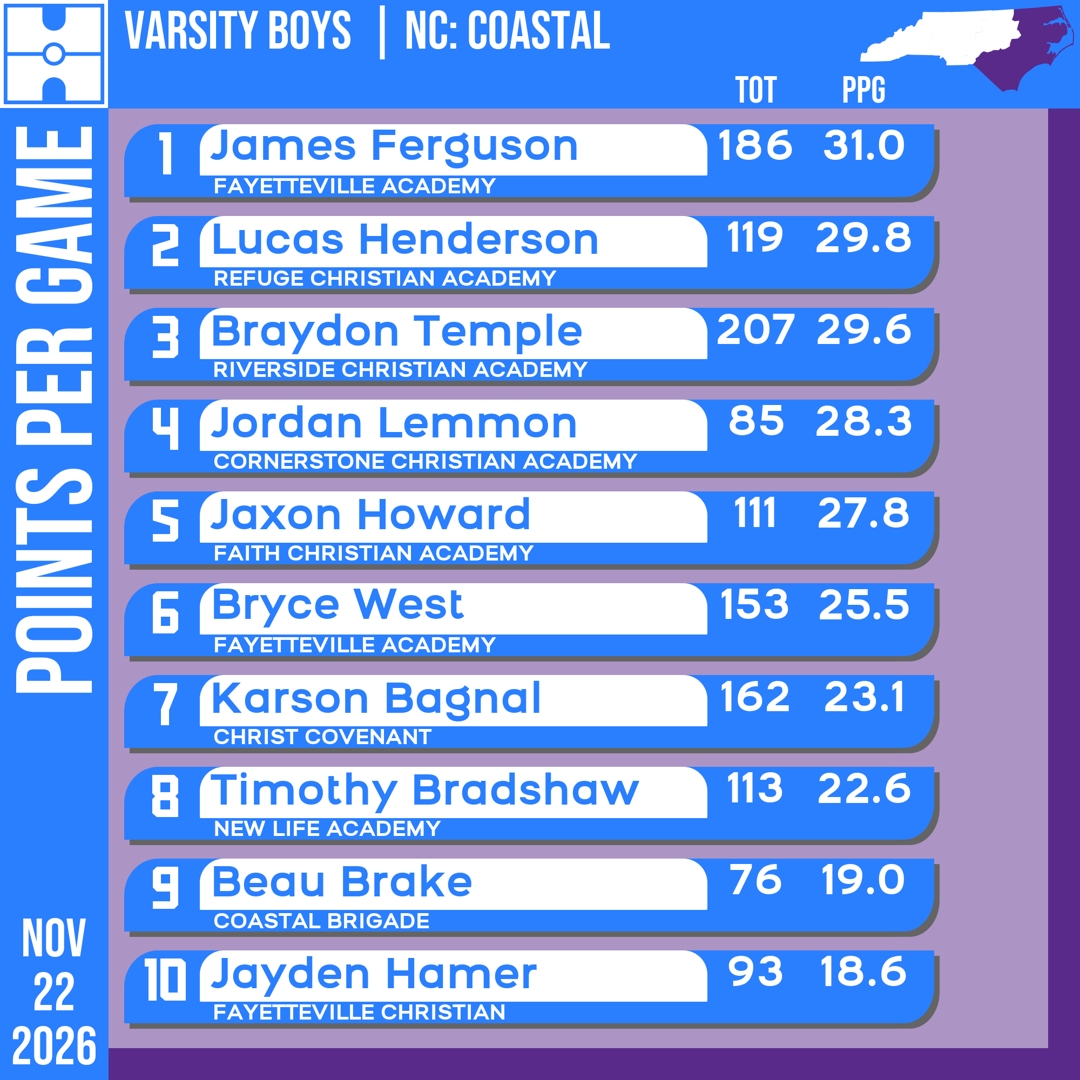 VARSITY BOYS | NC: COASTAL
TOT PPG
POINTS PER GAME
1 James Ferguson 186 31.0
FAYETTEVILLE ACADEMY
2 Lucas Henderson 119 29.8
REFUGE CHRISTIAN ACADEMY
3 Braydon Temple 207 29.6
RIVERSIDE CHRISTIAN ACADEMY
4 Jordan Lemmon 85 28.3
CORNERSTONE CHRISTIAN ACADEMY
5 Jaxon Howard 111 27.8
FAITH CHRISTIAN ACADEMY
6 Bryce West 153 25.5
FAYETTEVILLE ACADEMY
7 Karson Bagnal 162 23.1
CHRIST COVENANT
8 Timothy Bradshaw 113 22.6
NEW LIFE ACADEMY
9 Beau Brake 76 19.0
COASTAL BRIGADE
10 Jayden Hamer 93 18.6
FAYETTEVILLE CHRISTIAN
NOV
22
2026